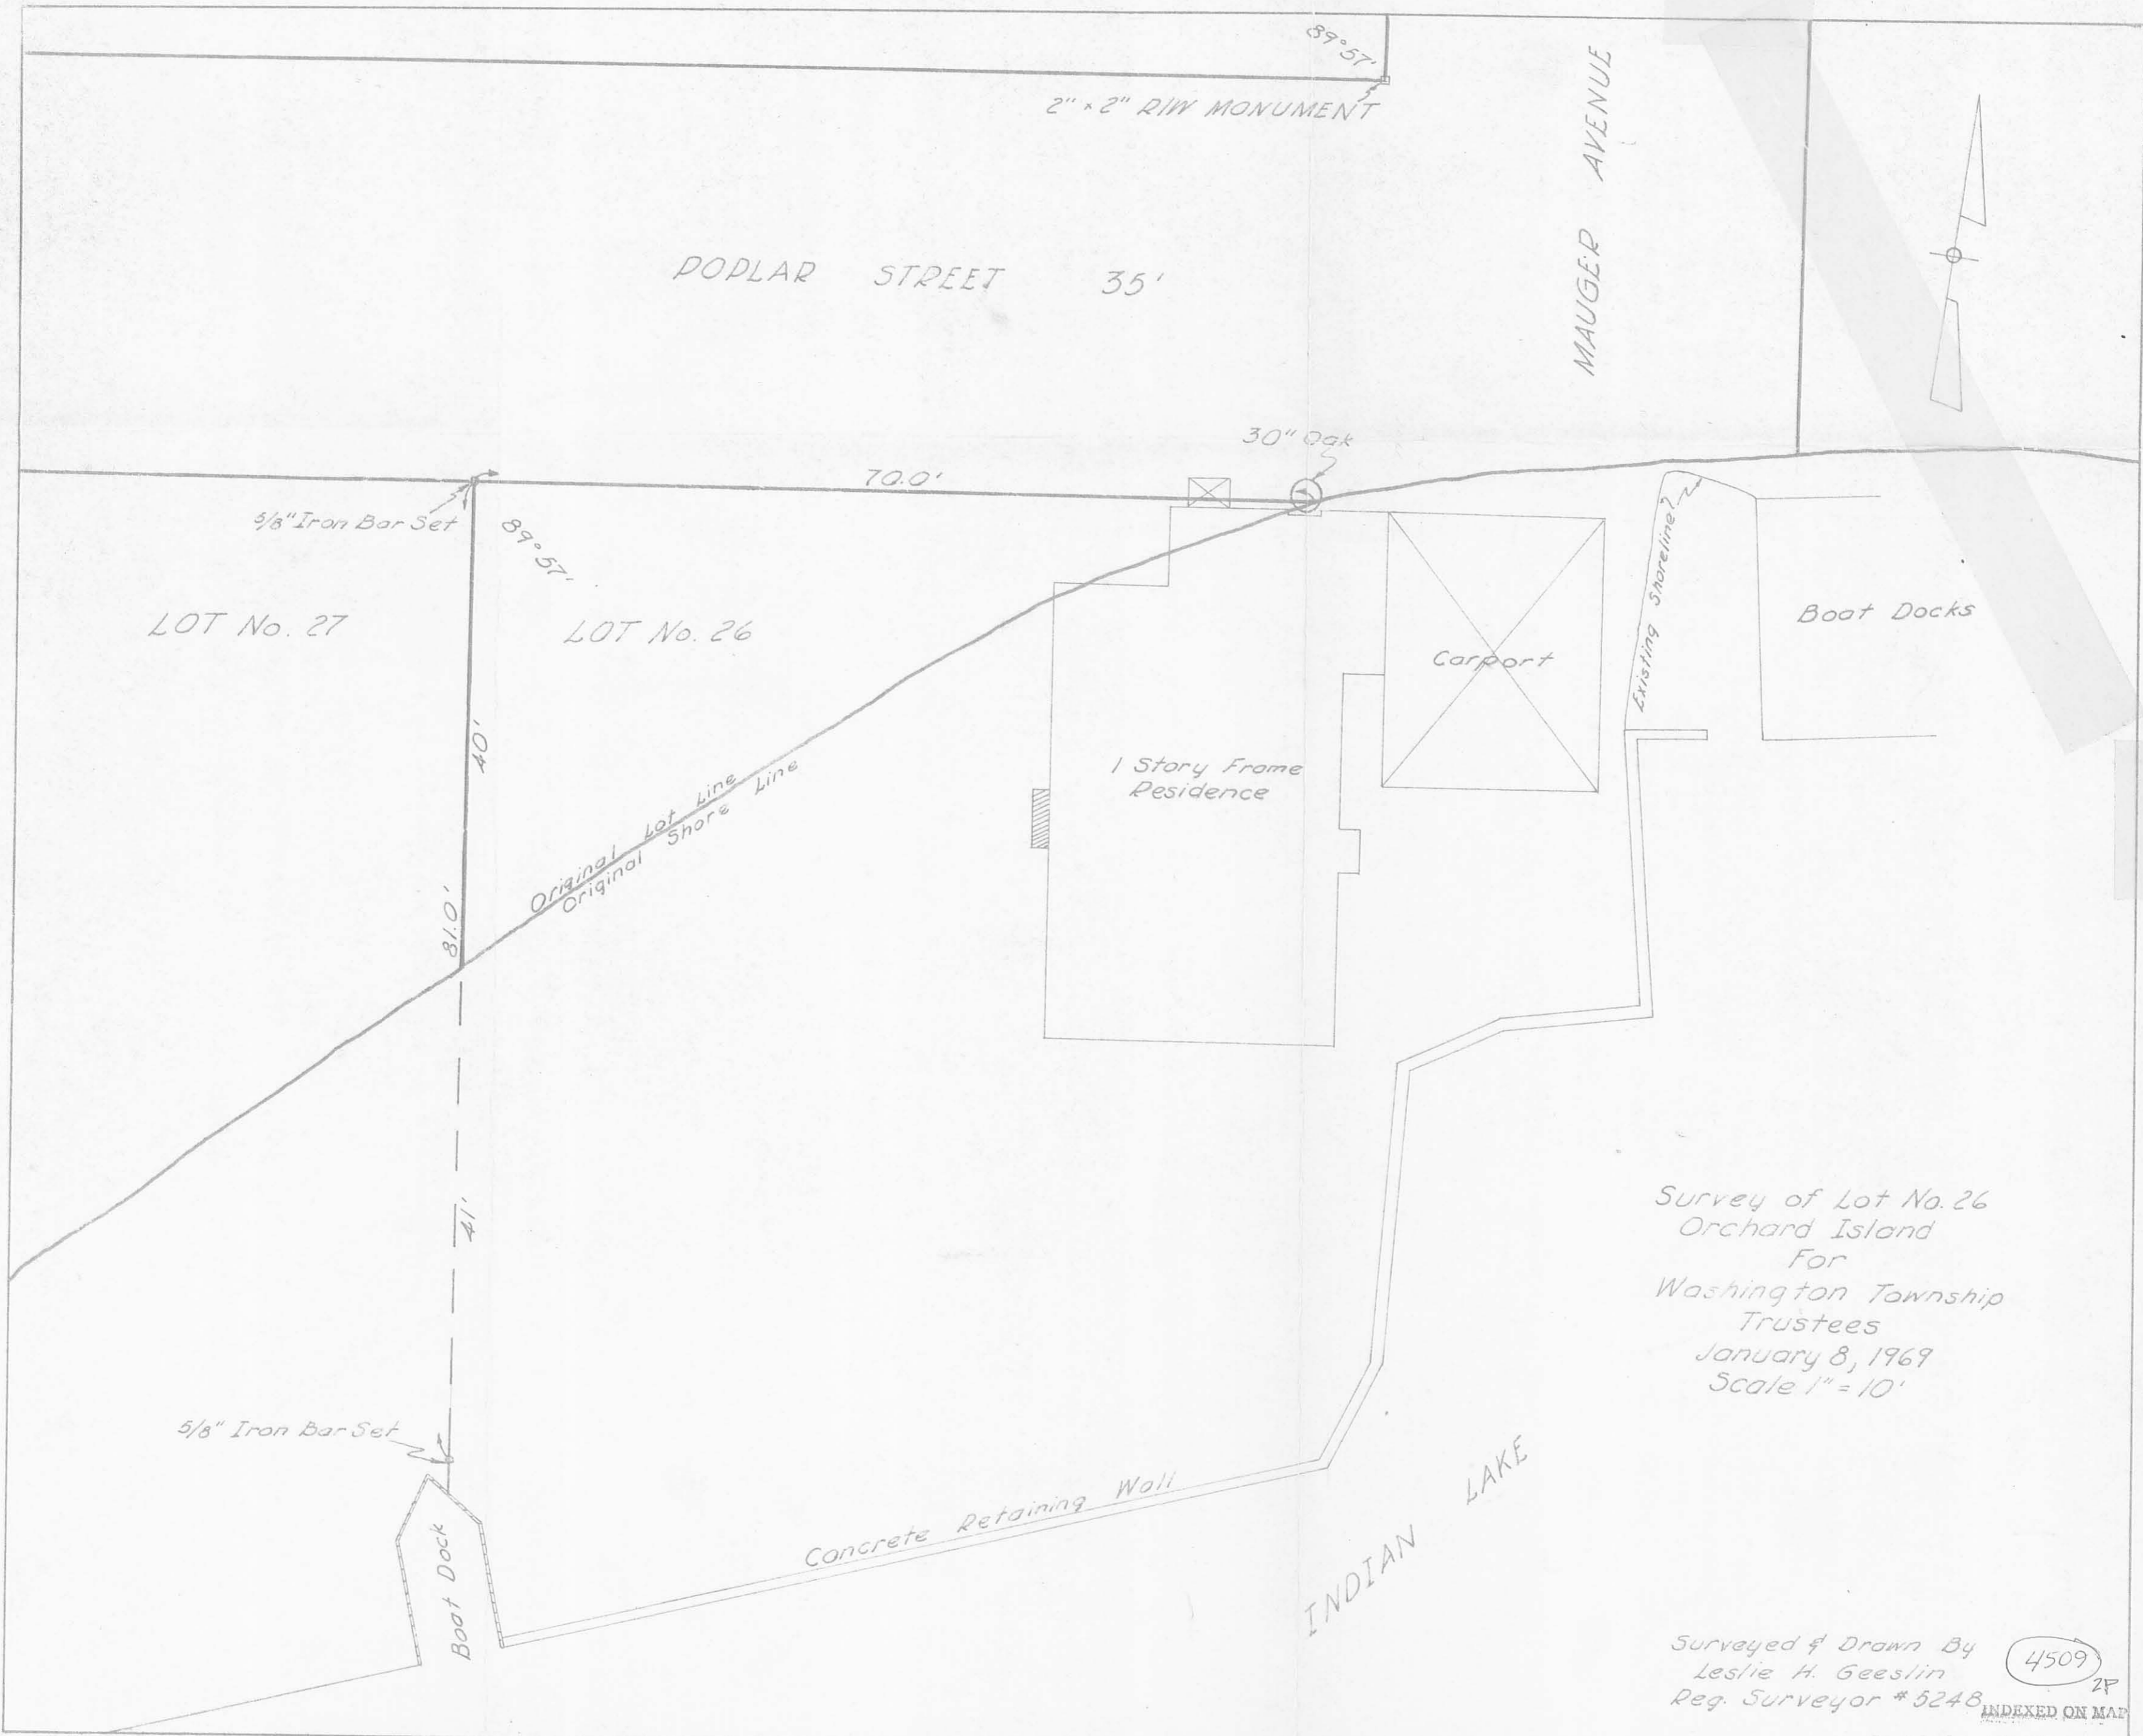 89°57'
2" x 2" R/W MONUMENT
MAUGER AVENUE
POPLAR STREET 35'
30" Oak
70.0'
5/8" Iron Bar Set
89°57'
LOT No. 27
LOT No. 26
Existing Shoreline
Boat Docks
Carport
40'
1 Story Frame
Residence
Original Lot Line
Original Shore Line
81.0'
41'
Survey of Lot No. 26
Orchard Island
For
Washington Township
Trustees
January 8, 1969
Scale 1" = 10'
5/8" Iron Bar Set
Concrete Retaining Wall
INDIAN LAKE
Boat Dock
Surveyed & Drawn By
Leslie H. Geeslin
Reg. Surveyor # 5248
4509
2P
INDEXED ON MAP